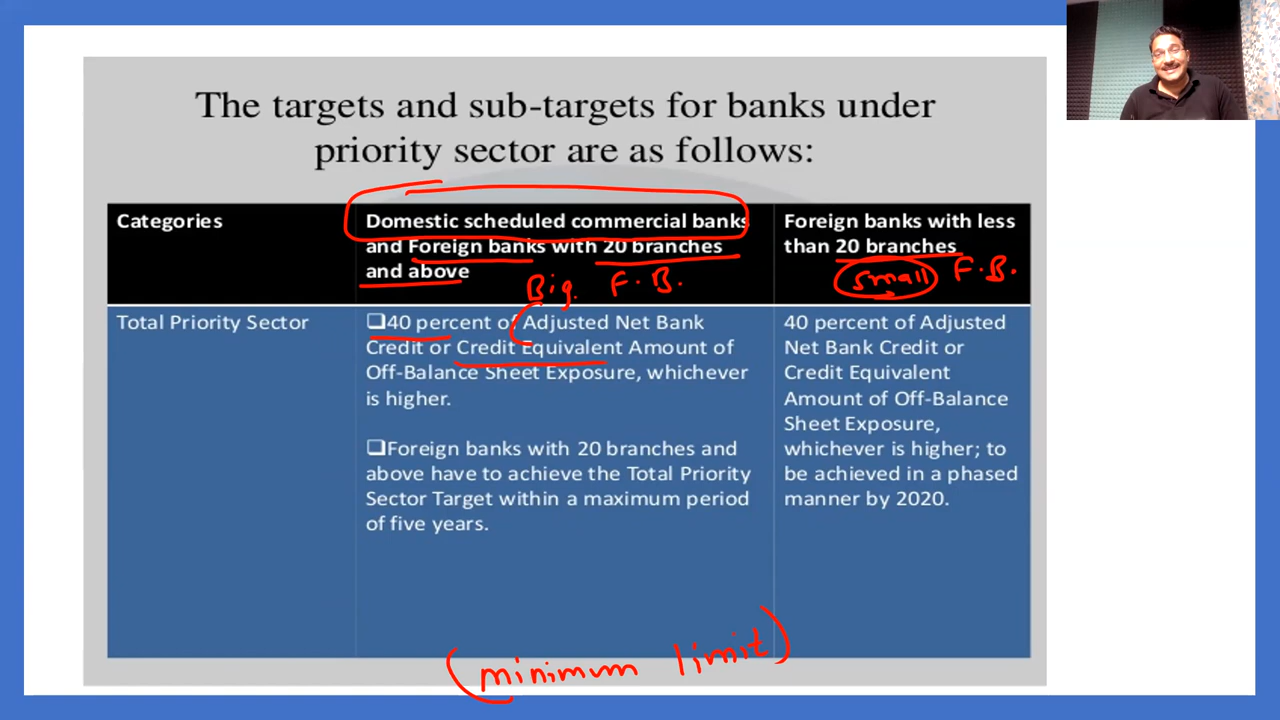 The targets and sub-targets for banks under
priority sector are as follows:
Categories
Domestic scheduled commercial banks
and Foreign banks with 20 branches
and above
Big F.B.
Foreign banks with less
than 20 branches
small F.B.
Total Priority Sector
❑40 percent of Adjusted Net Bank
Credit or Credit Equivalent Amount of
Off-Balance Sheet Exposure, whichever
is higher.
❑Foreign banks with 20 branches and
above have to achieve the Total Priority
Sector Target within a maximum period
of five years.
40 percent of Adjusted
Net Bank Credit or
Credit Equivalent
Amount of Off-Balance
Sheet Exposure,
whichever is higher; to
be achieved in a phased
manner by 2020.
(minimum limit)